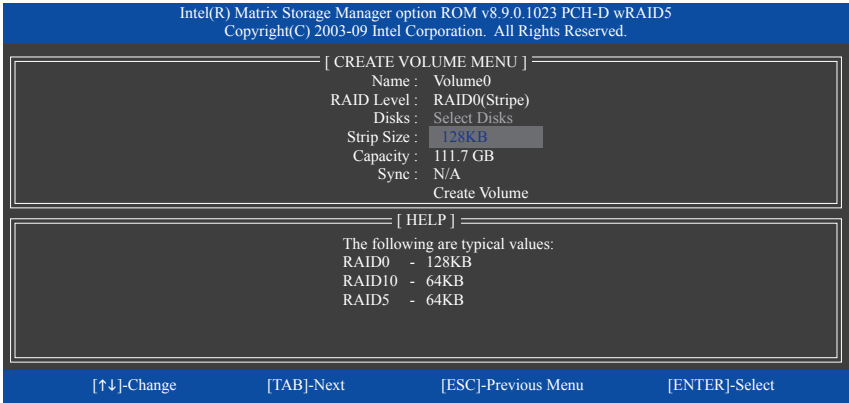 Intel(R) Matrix Storage Manager option ROM v8.9.0.1023 PCH-D wRAID5
Copyright(C) 2003-09 Intel Corporation. All Rights Reserved.
[ CREATE VOLUME MENU ]
Name : Volume0
RAID Level : RAID0(Stripe)
Disks : Select Disks
Strip Size : 128KB
Capacity : 111.7 GB
Sync : N/A
Create Volume
[ HELP ]
The following are typical values:
RAID0 - 128KB
RAID10 - 64KB
RAID5 - 64KB
[↑↓]-Change [TAB]-Next [ESC]-Previous Menu [ENTER]-Select